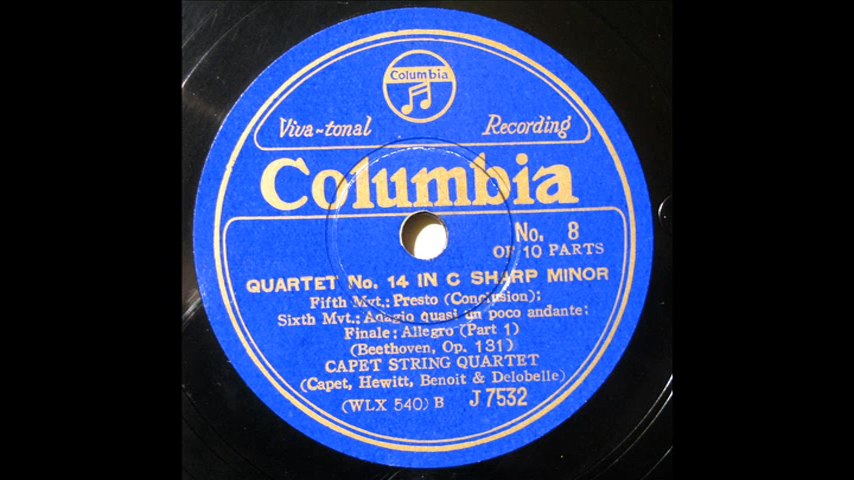 Columbia
Viva-tonal Recording
Columbia
No. 8
OF 10 PARTS
QUARTET No. 14 IN C SHARP MINOR
Fifth Mvt.: Presto (Conclusion);
Sixth Mvt.: Adagio quasi un poco andante;
Finale: Allegro (Part 1)
(Beethoven, Op. 131)
CAPET STRING QUARTET
(Capet, Hewitt, Benoit & Delobelle)
(WLX 540) B J 7532